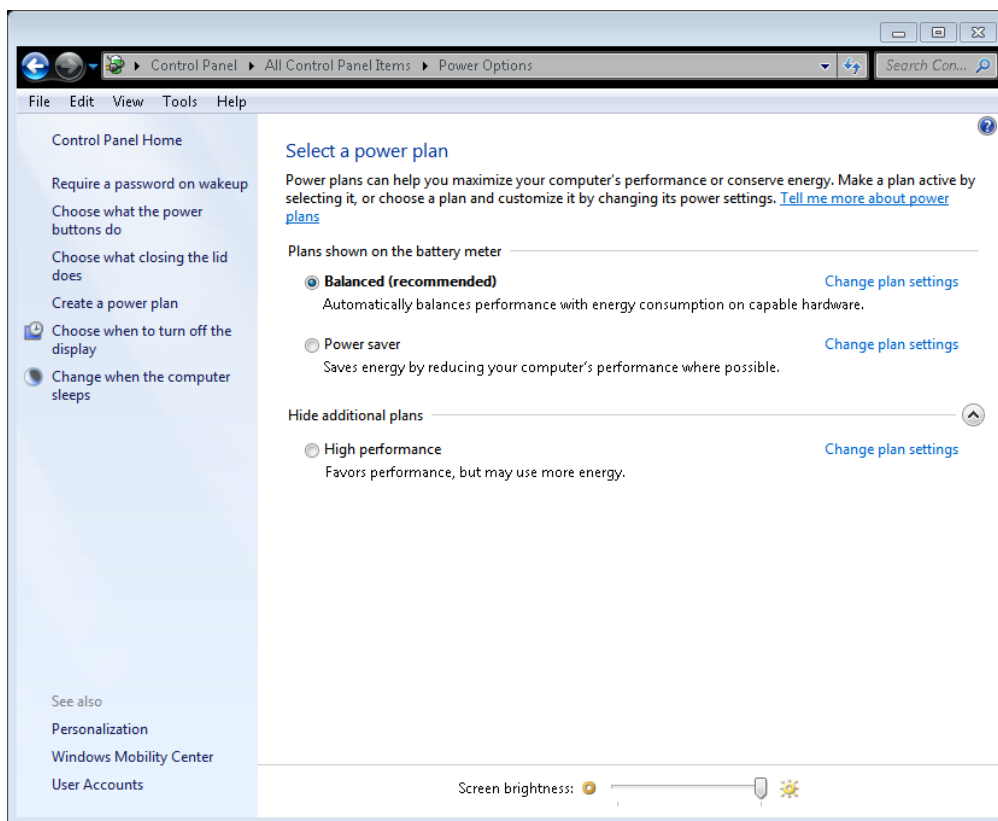 Control Panel All Control Panel Items Power Options Search Con...
File Edit View Tools Help
Control Panel Home
Require a password on wakeup
Choose what the power
buttons do
Choose what closing the lid
does
Create a power plan
Choose when to turn off the
display
Change when the computer
sleeps
See also
Personalization
Windows Mobility Center
User Accounts
Select a power plan
Power plans can help you maximize your computer's performance or conserve energy. Make a plan active by
selecting it, or choose a plan and customize it by changing its power settings. Tell me more about power
plans
Plans shown on the battery meter
Balanced (recommended) Change plan settings
Automatically balances performance with energy consumption on capable hardware.
Power saver Change plan settings
Saves energy by reducing your computer's performance where possible.
Hide additional plans
High performance Change plan settings
Favors performance, but may use more energy.
Screen brightness: